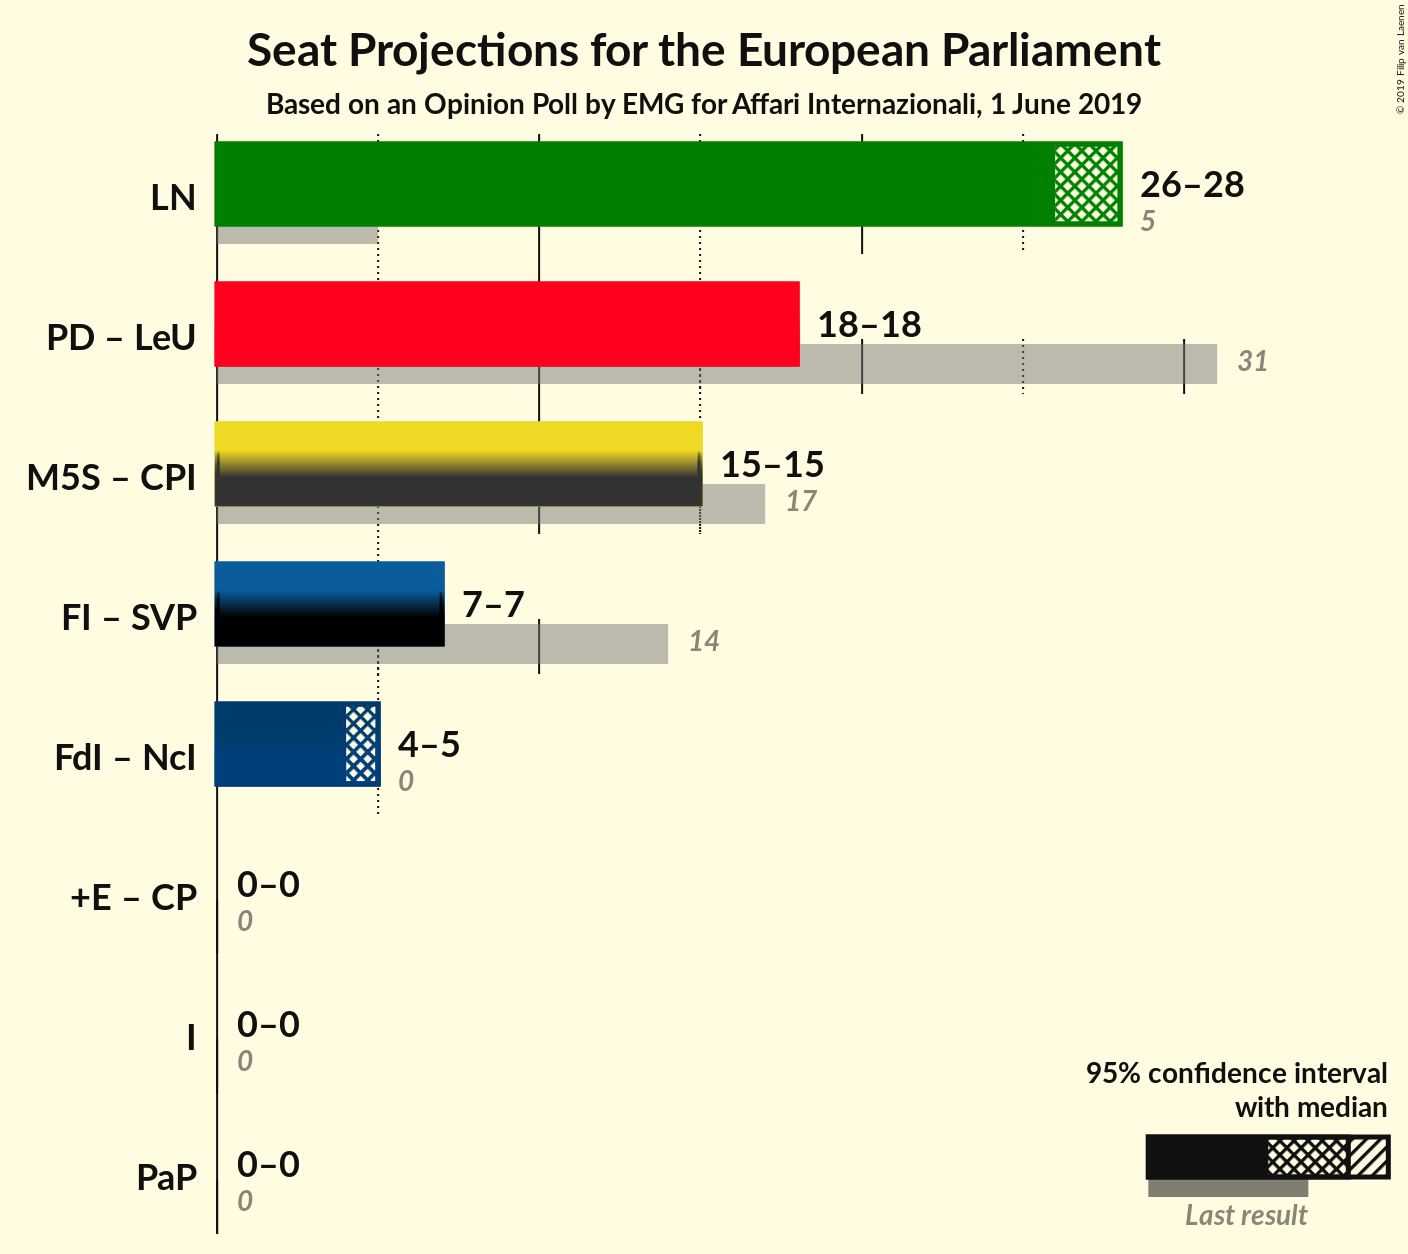 Seat Projections for the European Parliament
Based on an Opinion Poll by EMG for Affari Internazionali, 1 June 2019
© 2019 Filip van Laenen
LN
26–28
5
PD – LeU
18–18
31
M5S – CPI
15–15
17
FI – SVP
7–7
14
FdI – NcI
4–5
0
+E – CP
0–0
0
I
0–0
0
PaP
0–0
0
95% confidence interval
with median
Last result